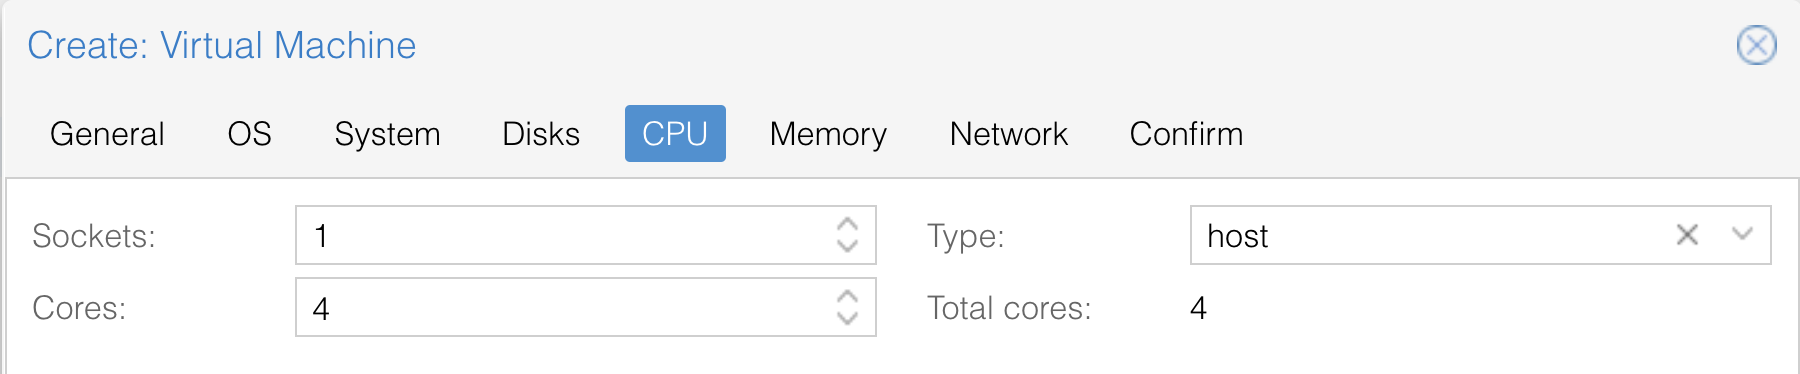 Create: Virtual Machine
General OS System Disks CPU Memory Network Confirm
Sockets: 1 Type: host
Cores: 4 Total cores: 4